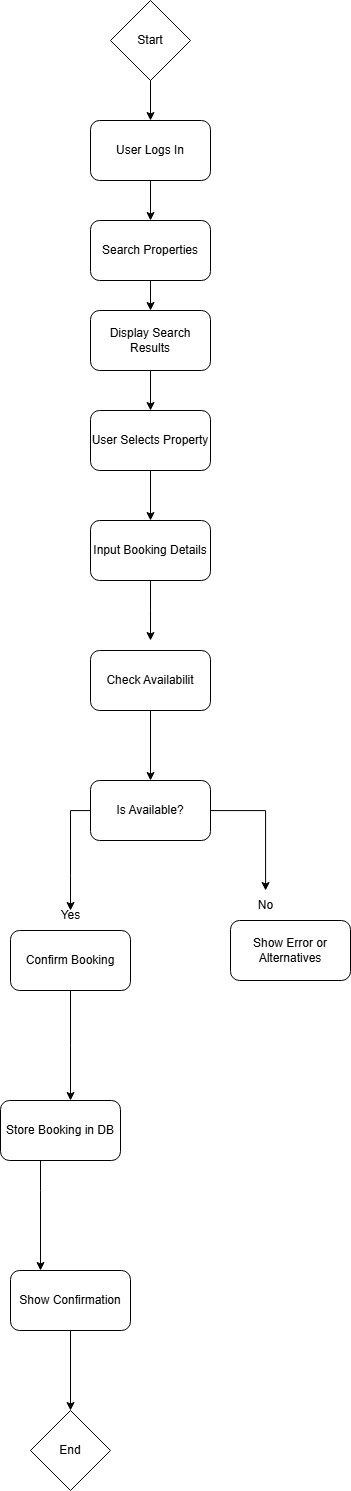 Start
User Logs In
Search Properties
Display Search
Results
User Selects Property
Input Booking Details
Check Availabilit
Is Available?
Yes
No
Confirm Booking
Show Error or
Alternatives
Store Booking in DB
Show Confirmation
End